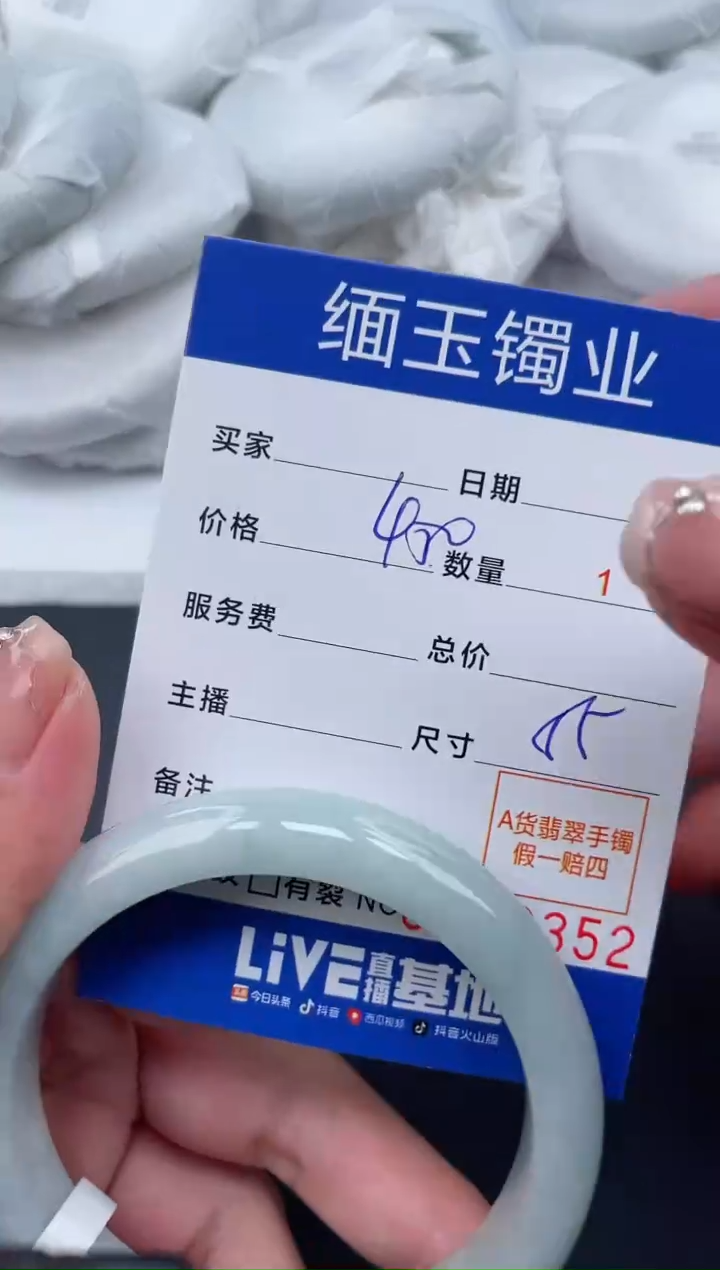 缅玉镯业
买家 日期
价格 400 数量 1
服务费 总价
主播 尺寸
备注
A货翡翠手镯
假一赔四
有裂 NO 352
LiVE直播基地
今日头条 抖音 西瓜视频 抖音火山版